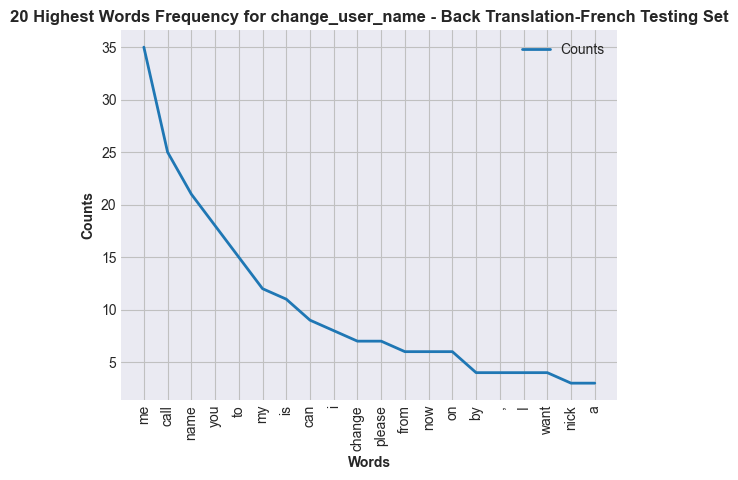 20 Highest Words Frequency for change_user_name - Back Translation-French Testing Set
Counts
35
30
25
20
15
10
5
Counts
me
call
name
you
to
my
is
can
i
change
please
from
now
on
by
,
I
want
nick
a
Words